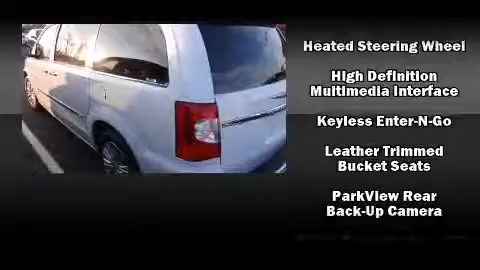 Heated Steering Wheel
High Definition
Multimedia Interface
Keyless Enter-N-Go
Leather Trimmed
Bucket Seats
ParkView Rear
Back-Up Camera